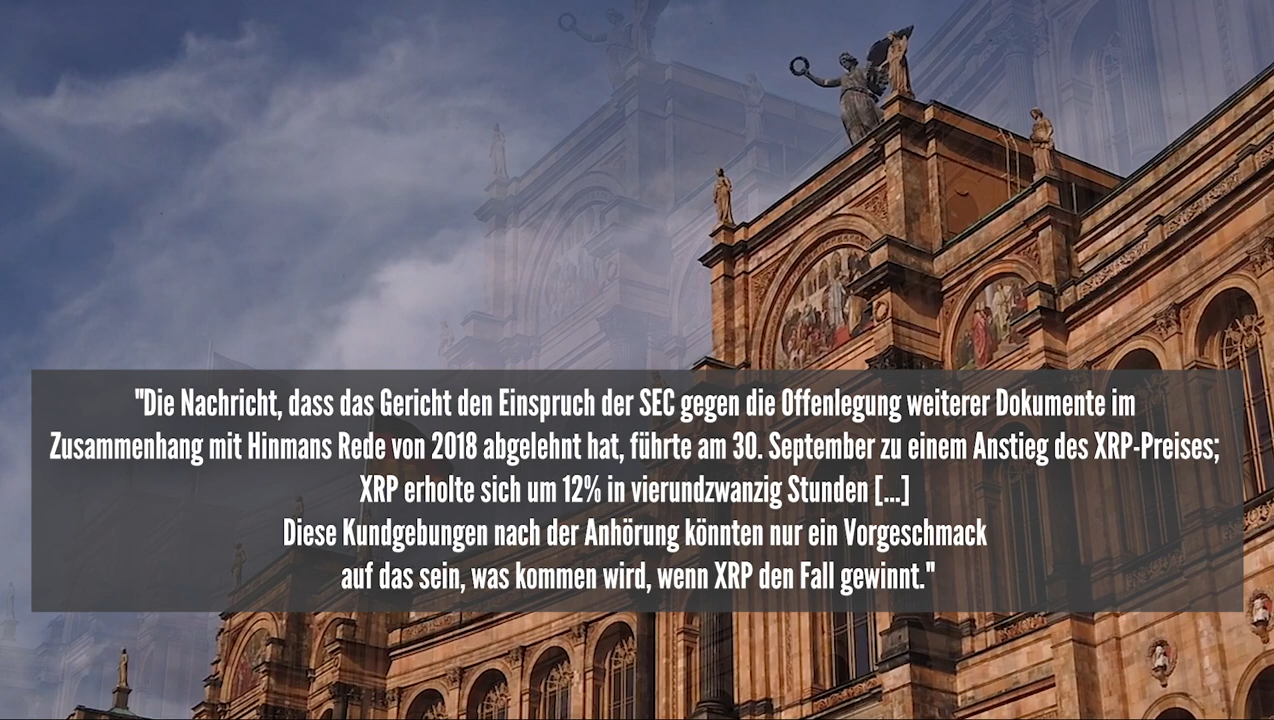 "Die Nachricht, dass das Gericht den Einspruch der SEC gegen die Offenlegung weiterer Dokumente im
Zusammenhang mit Hinmans Rede von 2018 abgelehnt hat, führte am 30. September zu einem Anstieg des XRP-Preises;
XRP erholte sich um 12% in vierundzwanzig Stunden [...]
Diese Kundgebungen nach der Anhörung könnten nur ein Vorgeschmack
auf das sein, was kommen wird, wenn XRP den Fall gewinnt."